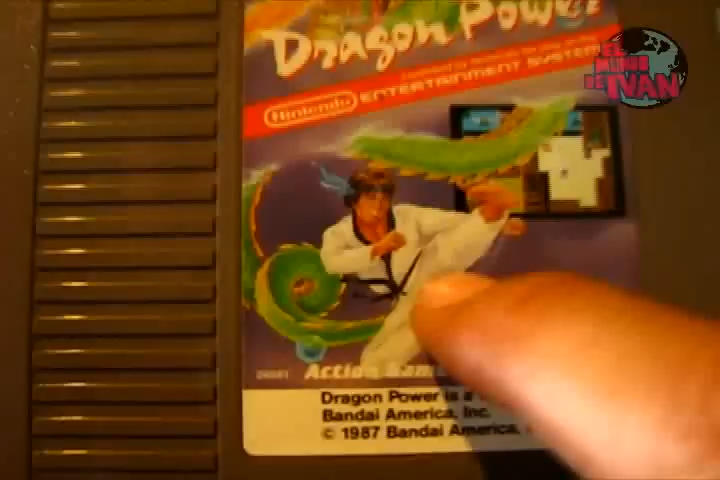 Dragon Power
EL
MUNDO
DE IVAN
Nintendo ENTERTAINMENT SYSTEM
Action Game
Dragon Power is a
Bandai America, Inc.
© 1987 Bandai America,